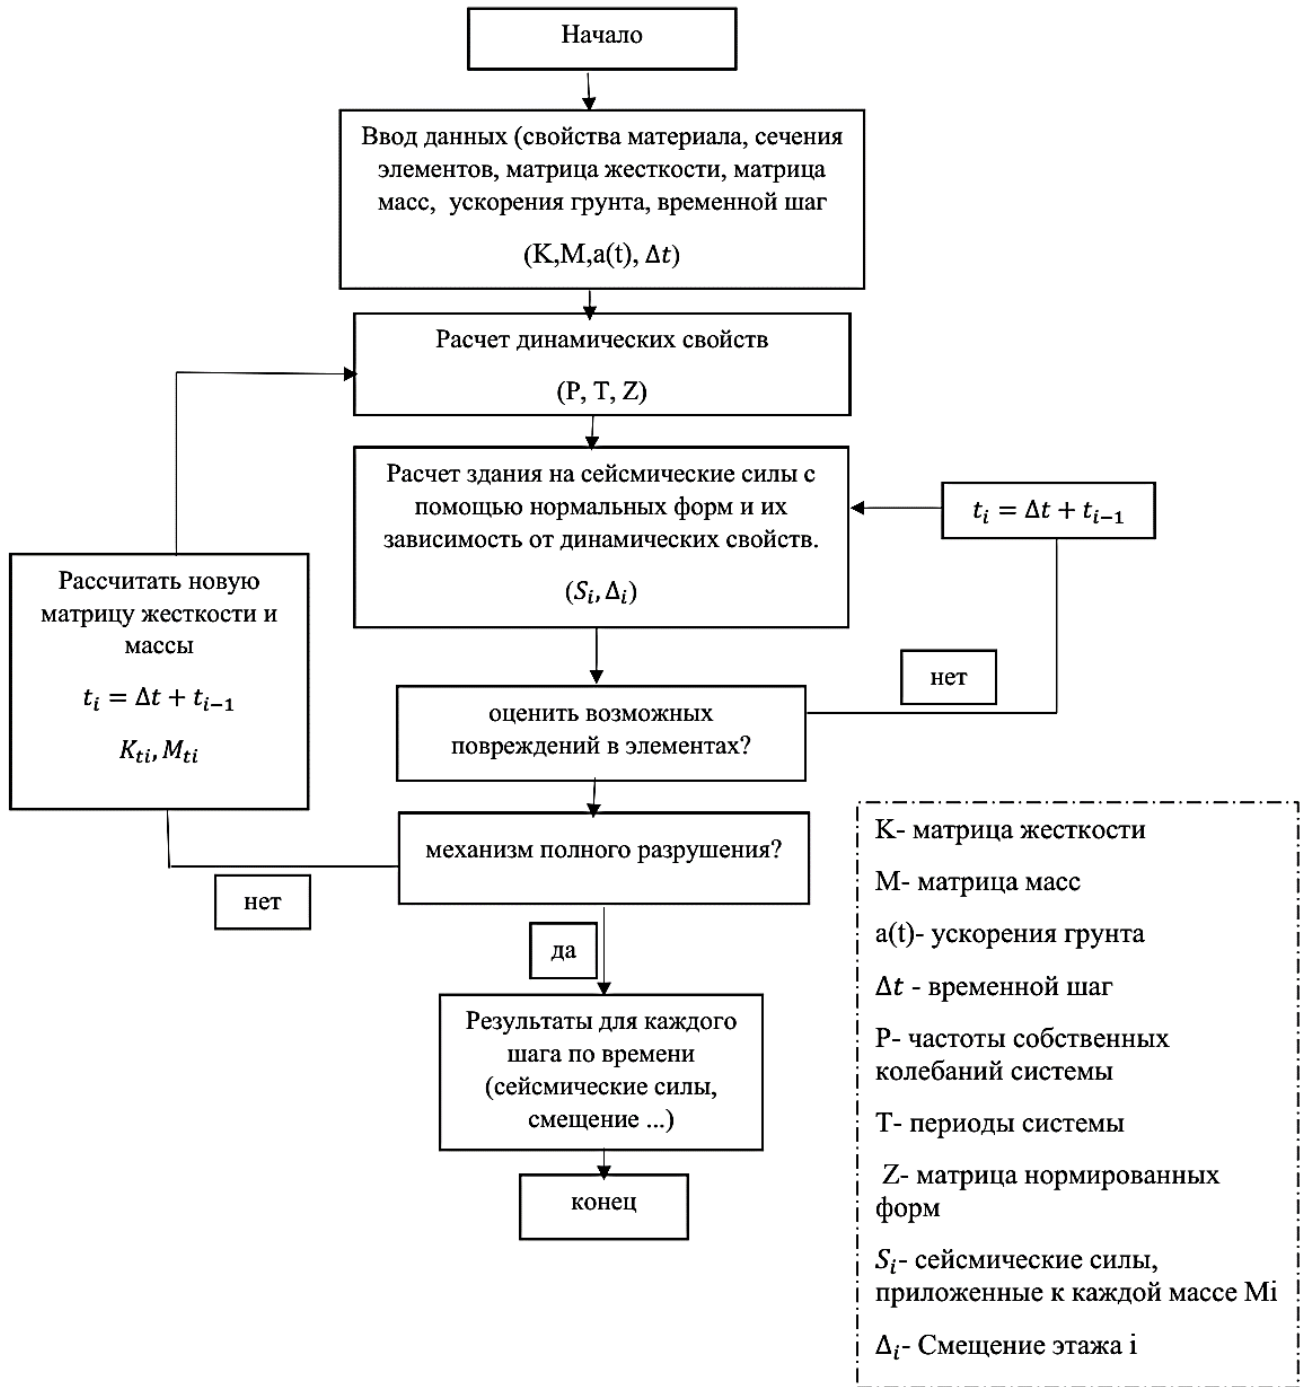 Начало
Ввод данных (свойства материала, сечения
элементов, матрица жесткости, матрица
масс, ускорения грунта, временной шаг
(K,M,a(t), Δt)
Расчет динамических свойств
(P, T, Z)
Расчет здания на сейсмические силы с
помощью нормальных форм и их
зависимость от динамических свойств.
(Sᵢ, Δᵢ)
tᵢ = Δt + tᵢ₋₁
Рассчитать новую
матрицу жесткости и
массы
tᵢ = Δt + tᵢ₋₁
Kₜᵢ, Mₜᵢ
нет
оценить возможных
повреждений в элементах?
механизм полного разрушения?
нет
да
Результаты для каждого
шага по времени
(сейсмические силы,
смещение ...)
конец
K- матрица жесткости
M- матрица масс
a(t)- ускорения грунта
Δt - временной шаг
P- частоты собственных
колебаний системы
T- периоды системы
Z- матрица нормированных
форм
Sᵢ- сейсмические силы,
приложенные к каждой массе Mi
Δᵢ- Смещение этажа i